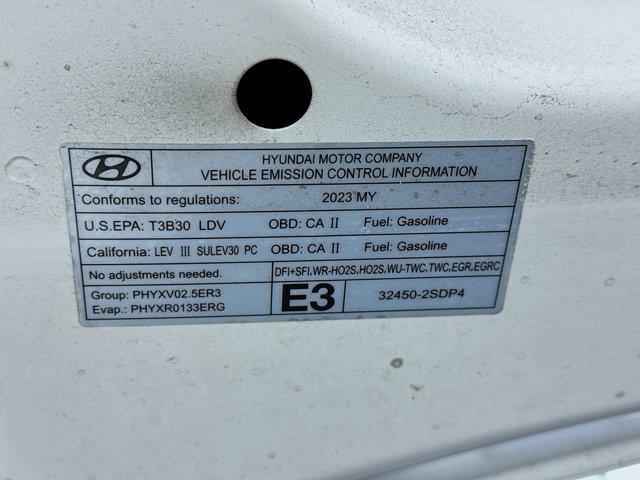 HYUNDAI MOTOR COMPANY
VEHICLE EMISSION CONTROL INFORMATION
Conforms to regulations: 2023 MY
U.S.EPA: T3B30 LDV OBD: CA II Fuel: Gasoline
California: LEV III SULEV30 PC OBD: CA II Fuel: Gasoline
No adjustments needed. DFI+SFI,WR-HO2S,HO2S,WU-TWC,TWC,EGR,EGRC
Group: PHYXV02.5ER3
Evap.: PHYXR0133ERG
E3 32450-2SDP4